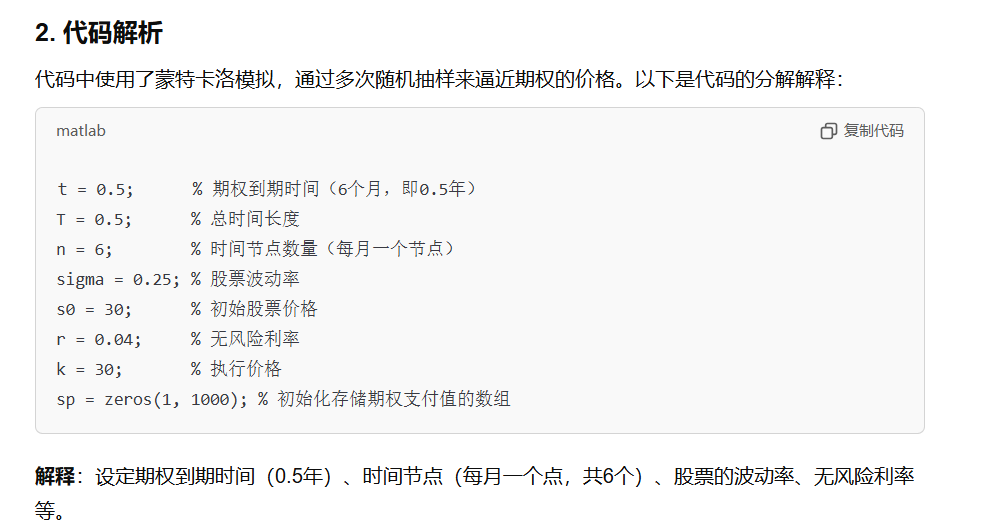 2. 代码解析
代码中使用了蒙特卡洛模拟，通过多次随机抽样来逼近期权的价格。以下是代码的分解解释：
matlab 复制代码
t = 0.5;      % 期权到期时间（6个月，即0.5年）
T = 0.5;      % 总时间长度
n = 6;        % 时间节点数量（每月一个节点）
sigma = 0.25; % 股票波动率
s0 = 30;      % 初始股票价格
r = 0.04;     % 无风险利率
k = 30;       % 执行价格
sp = zeros(1, 1000); % 初始化存储期权支付值的数组
解释：设定期权到期时间（0.5年）、时间节点（每月一个点，共6个）、股票的波动率、无风险利率
等。